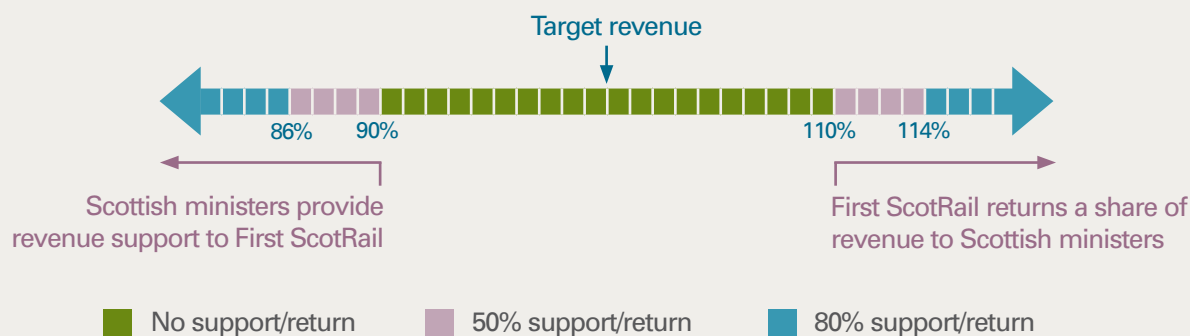 Target revenue
86% 90% 110% 114%
Scottish ministers provide
revenue support to First ScotRail
First ScotRail returns a share of
revenue to Scottish ministers
No support/return 50% support/return 80% support/return